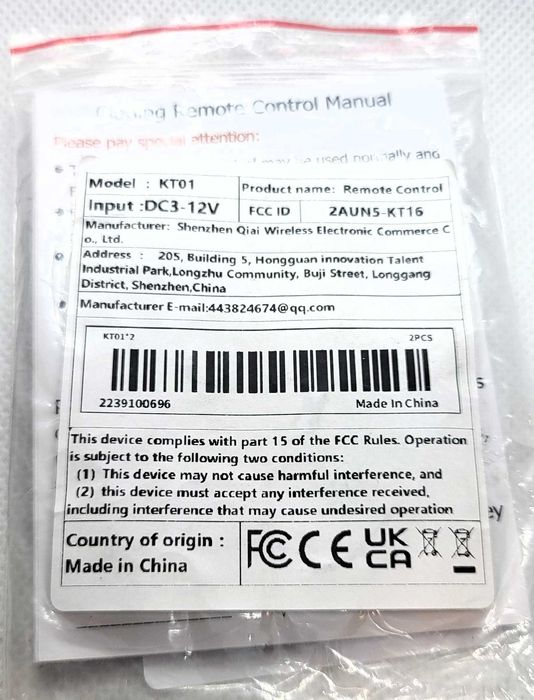 Remote Control Manual
Please pay special attention:
used normally and
Model : KT01
Product name: Remote Control
Input :DC3-12V
FCC ID
2AUN5-KT16
Manufacturer: Shenzhen Qiai Wireless Electronic Commerce C
o., Ltd.
Address : 205, Building 5, Hongguan innovation Talent
Industrial Park,Longzhu Community, Buji Street, Longgang
District, Shenzhen,China
Manufacturer E-mail:443824674@qq.com
KT01*2
2PCS
2239100696
Made In China
This device complies with part 15 of the FCC Rules. Operation
is subject to the following two conditions:
(1) This device may not cause harmful interference, and
(2) this device must accept any interference received,
including interference that may cause undesired operation
Country of origin :
Made in China
FC CE UK
CA